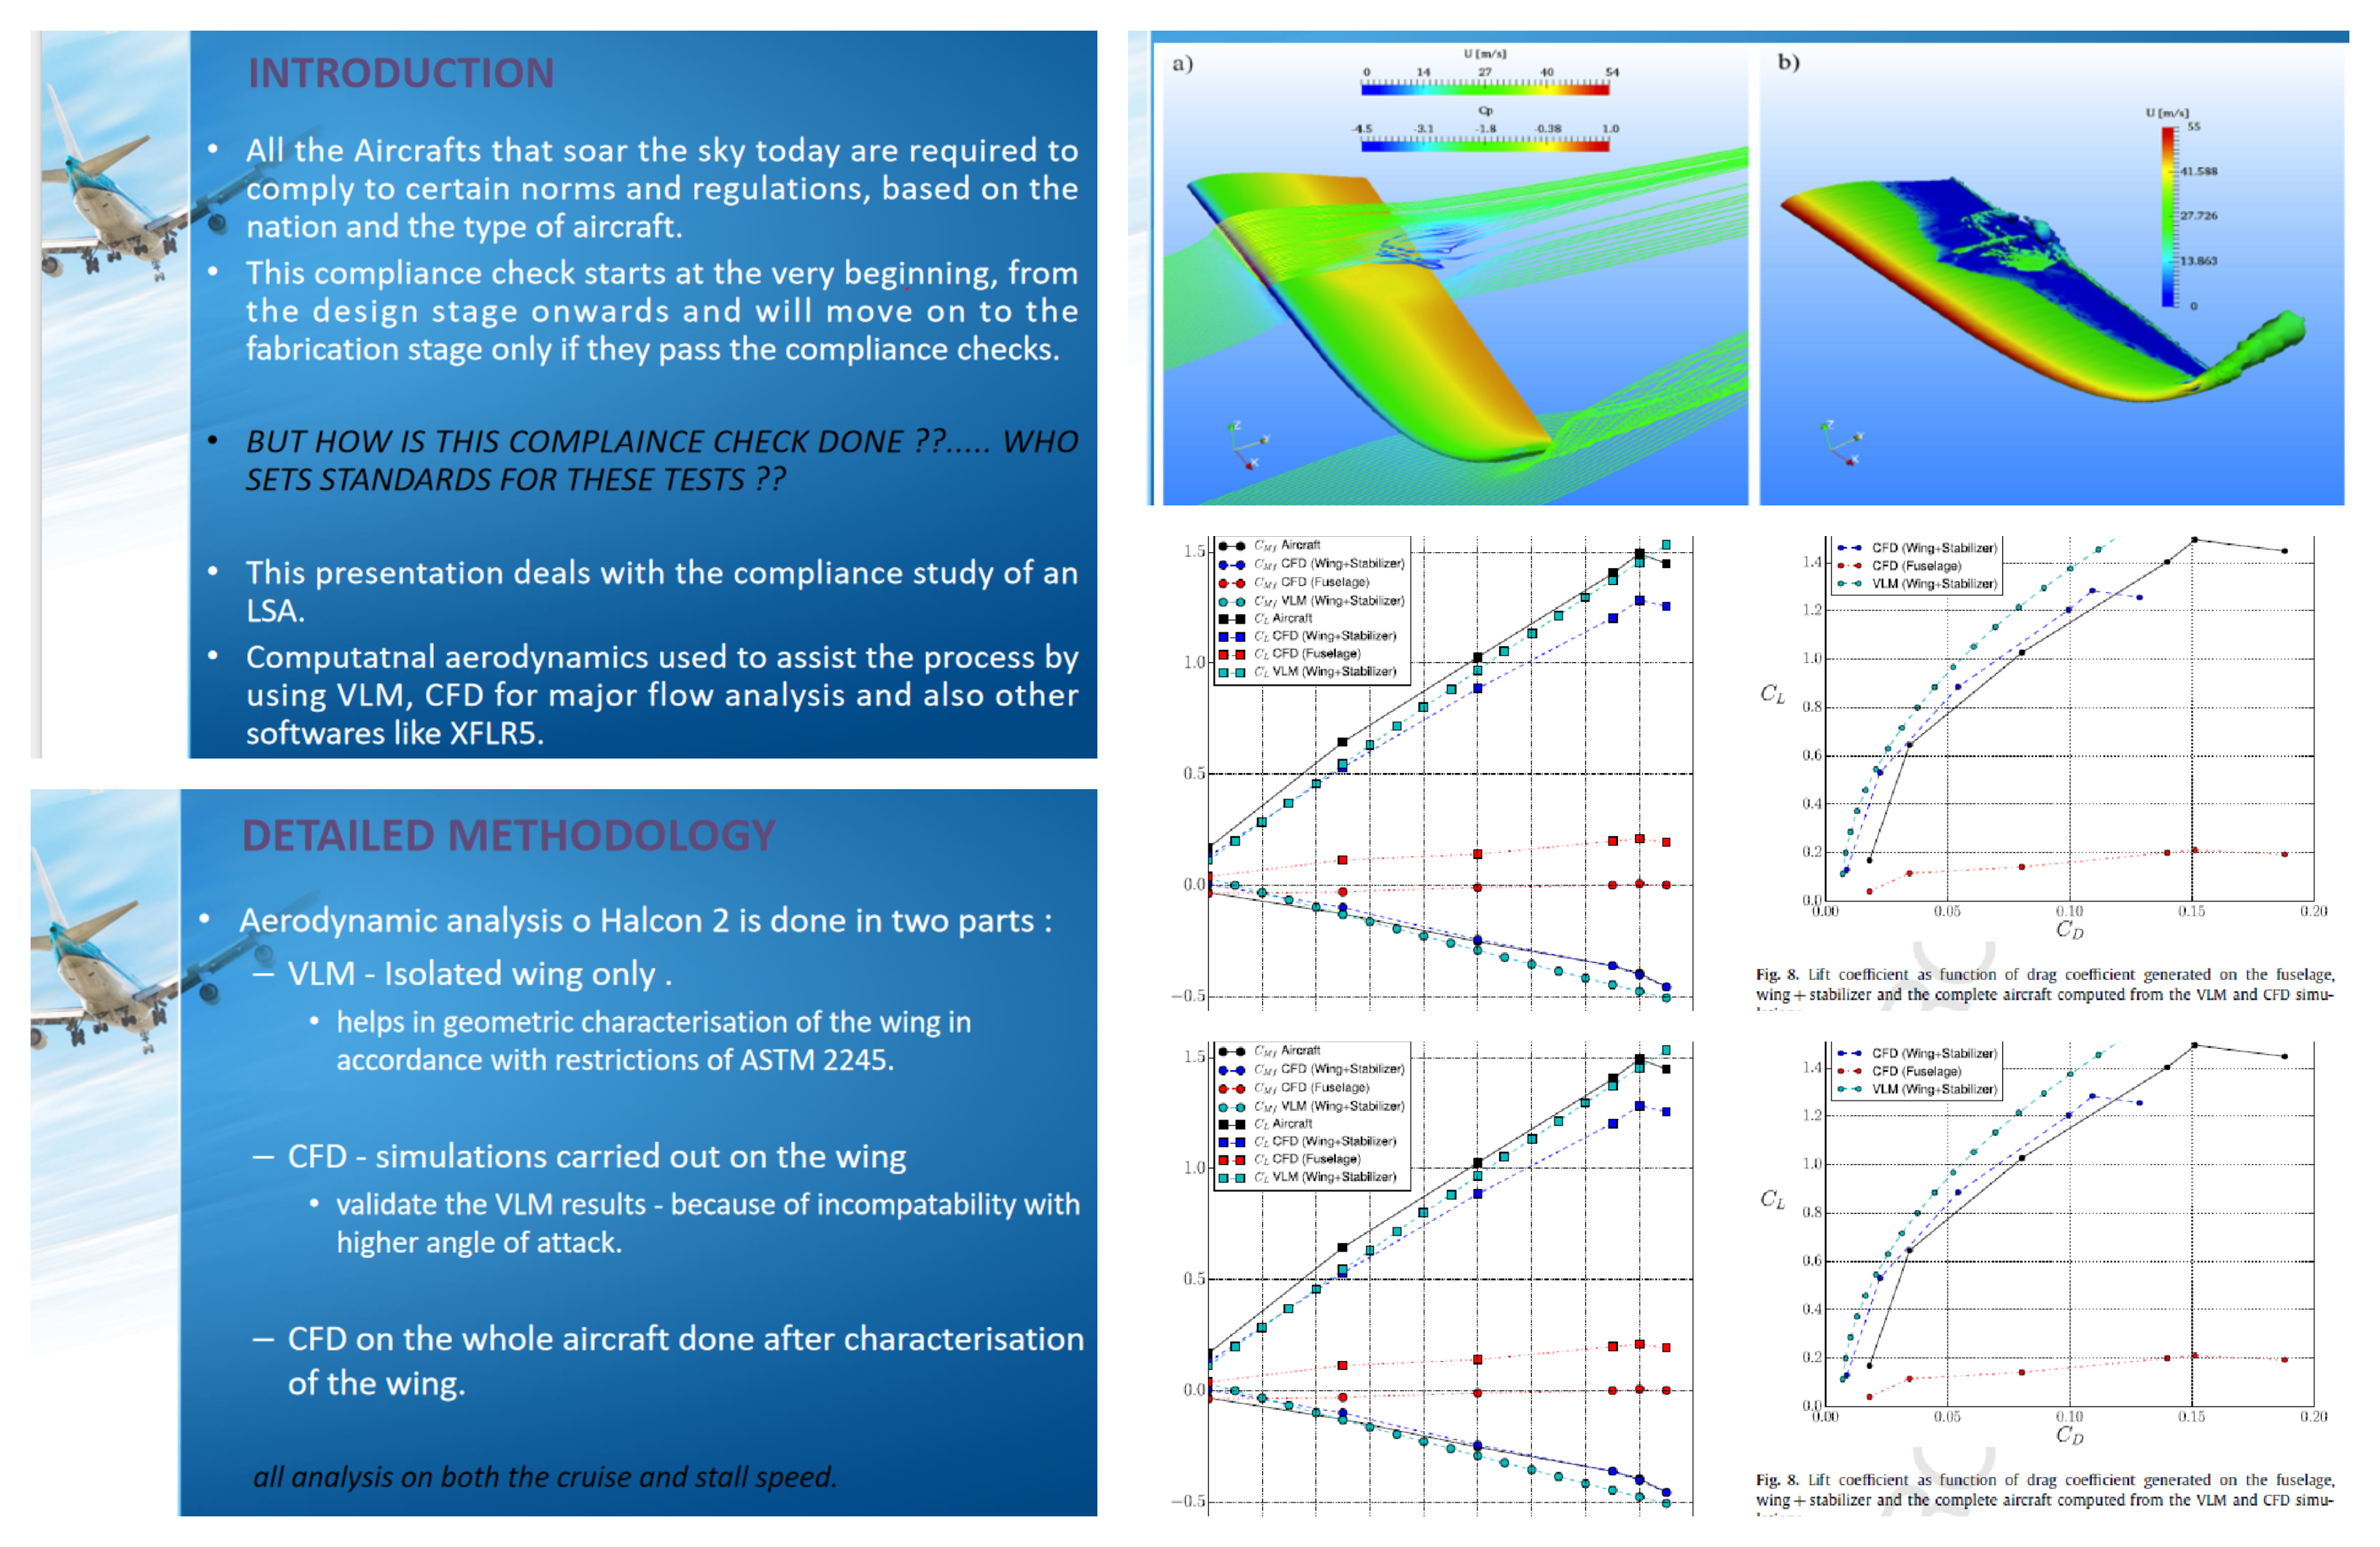 INTRODUCTION
• All the Aircrafts that soar the sky today are required to
comply to certain norms and regulations, based on the
nation and the type of aircraft.
• This compliance check starts at the very beginning, from
the design stage onwards and will move on to the
fabrication stage only if they pass the compliance checks.
• BUT HOW IS THIS COMPLAINCE CHECK DONE ??..... WHO
SETS STANDARDS FOR THESE TESTS ??
• This presentation deals with the compliance study of an
LSA.
• Computatnal aerodynamics used to assist the process by
using VLM, CFD for major flow analysis and also other
softwares like XFLR5.
DETAILED METHODOLOGY
• Aerodynamic analysis o Halcon 2 is done in two parts :
– VLM - Isolated wing only .
• helps in geometric characterisation of the wing in
accordance with restrictions of ASTM 2245.
– CFD - simulations carried out on the wing
• validate the VLM results - because of incompatability with
higher angle of attack.
– CFD on the whole aircraft done after characterisation
of the wing.
all analysis on both the cruise and stall speed.
a)
U [m/s]
0 14 27 40 54
Cp
-4.5 -3.1 -1.8 -0.38 1.0
Z
Y
X
b)
U [m/s]
55
41.588
27.726
13.863
0
Z
Y
X
C_Mf Aircraft
C_Mf CFD (Wing+Stabilizer)
C_Mf CFD (Fuselage)
C_Mf VLM (Wing+Stabilizer)
C_L Aircraft
C_L CFD (Wing+Stabilizer)
C_L CFD (Fuselage)
C_L VLM (Wing+Stabilizer)
1.5
1.0
0.5
0.0
−0.5
CFD (Wing+Stabilizer)
CFD (Fuselage)
VLM (Wing+Stabilizer)
1.4
1.2
1.0
C_L
0.8
0.6
0.4
0.2
0.0
0.00 0.05 0.10 0.15 0.20
C_D
Fig. 8. Lift coefficient as function of drag coefficient generated on the fuselage,
wing + stabilizer and the complete aircraft computed from the VLM and CFD simu-
C_Mf Aircraft
C_Mf CFD (Wing+Stabilizer)
C_Mf CFD (Fuselage)
C_Mf VLM (Wing+Stabilizer)
C_L Aircraft
C_L CFD (Wing+Stabilizer)
C_L CFD (Fuselage)
C_L VLM (Wing+Stabilizer)
1.5
1.0
0.5
0.0
−0.5
CFD (Wing+Stabilizer)
CFD (Fuselage)
VLM (Wing+Stabilizer)
1.4
1.2
1.0
C_L
0.8
0.6
0.4
0.2
0.0
0.00 0.05 0.10 0.15 0.20
C_D
Fig. 8. Lift coefficient as function of drag coefficient generated on the fuselage,
wing + stabilizer and the complete aircraft computed from the VLM and CFD simu-